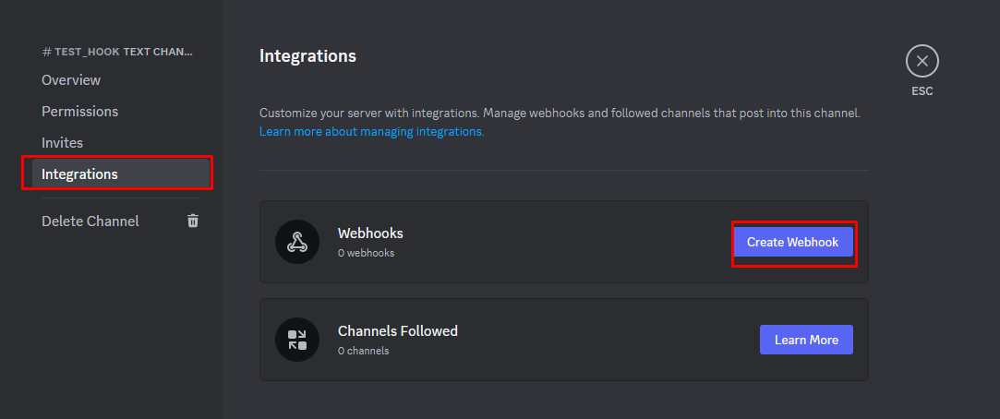 # TEST_HOOK TEXT CHAN...
Overview
Permissions
Invites
Integrations
Delete Channel
Integrations
ESC
Customize your server with integrations. Manage webhooks and followed channels that post into this channel.
Learn more about managing integrations.
Webhooks
0 webhooks
Create Webhook
Channels Followed
0 channels
Learn More